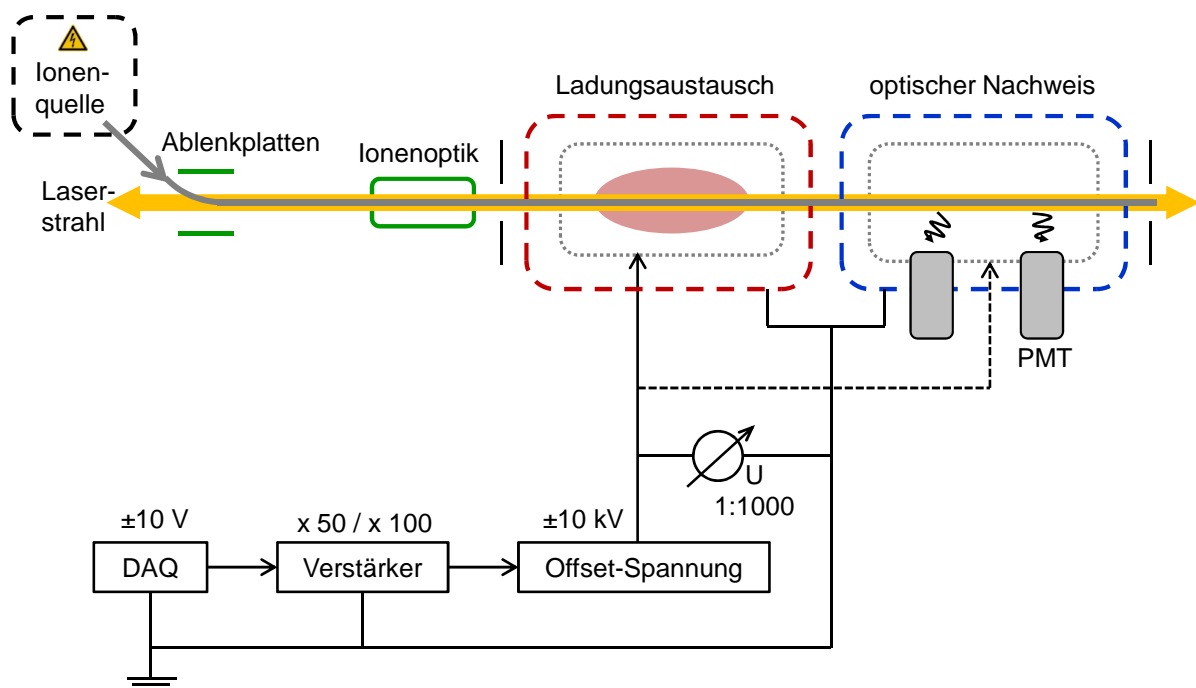 Ionen-
quelle
Ladungsaustausch
optischer Nachweis
Ablenkplatten
Ionenoptik
Laser-
strahl
PMT
U
1:1000
±10 V
x 50 / x 100
±10 kV
DAQ
Verstärker
Offset-Spannung